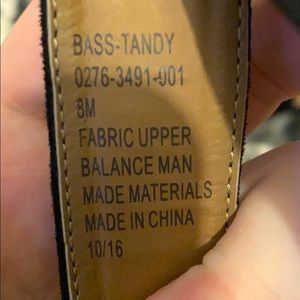 BASS-TANDY
0276-3491-001
8M
FABRIC UPPER
BALANCE MAN
MADE MATERIALS
MADE IN CHINA
10/16